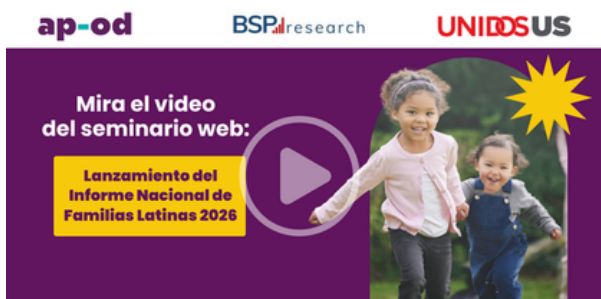 ap-od
BSP research
UNIDOSUS
Mira el video
del seminario web:
Lanzamiento del
Informe Nacional de
Familias Latinas 2026